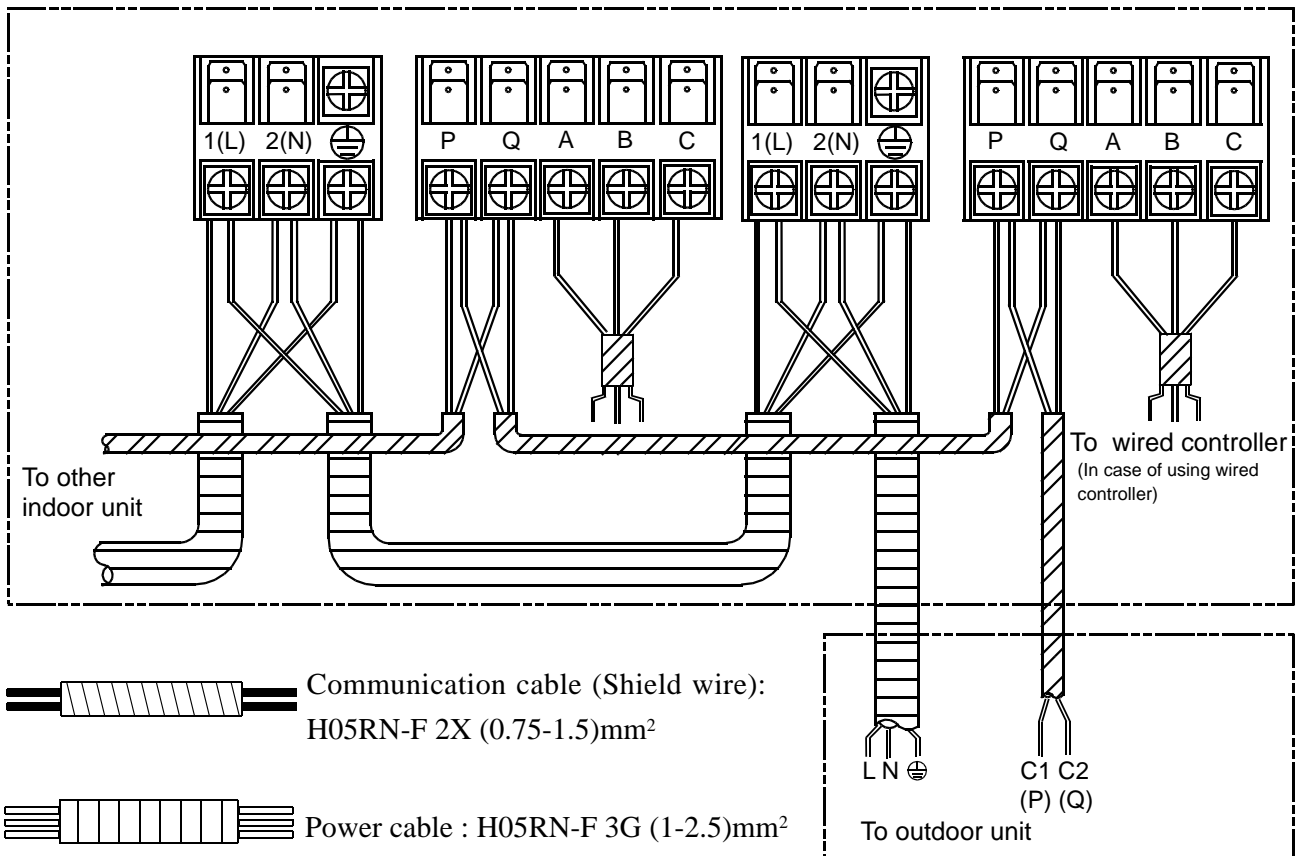 1(L) 2(N) P Q A B C 1(L) 2(N) P Q A B C
To other
indoor unit
To wired controller
(In case of using wired
controller)
Communication cable (Shield wire):
H05RN-F 2X (0.75-1.5)mm²
Power cable : H05RN-F 3G (1-2.5)mm²
L N
C1 C2
(P) (Q)
To outdoor unit